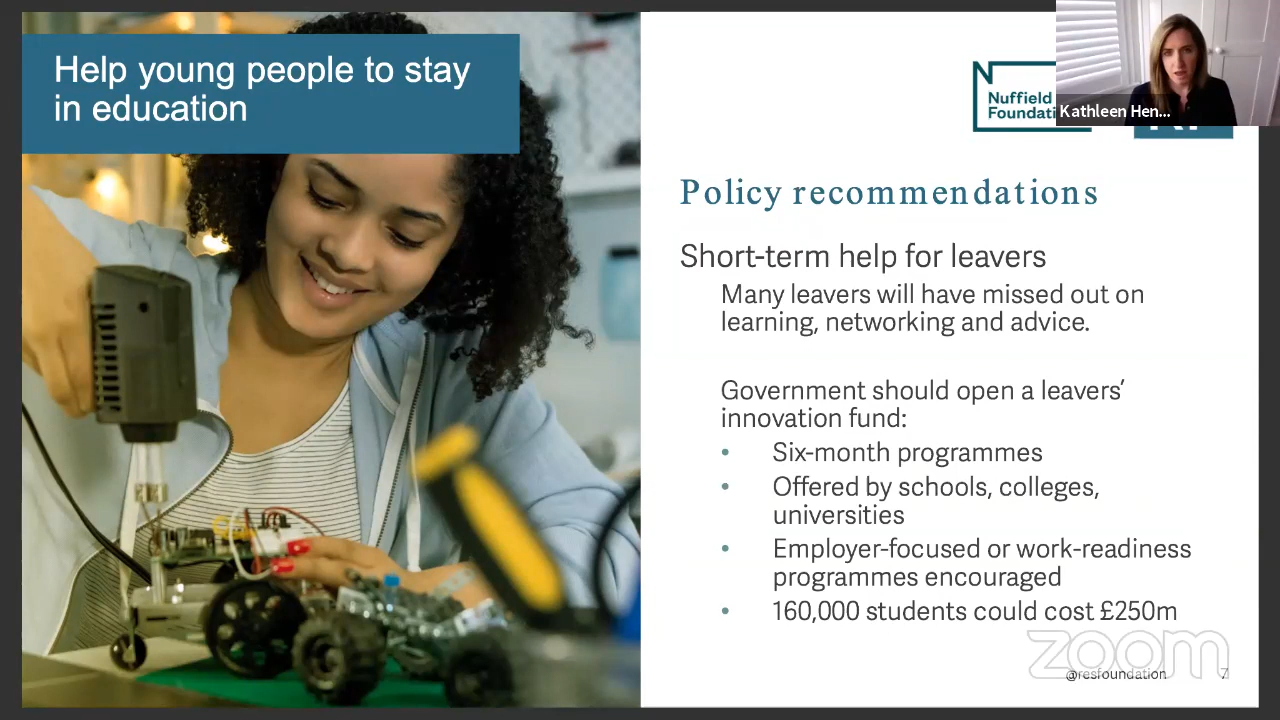 Help young people to stay
in education
Nuffield
Foundati
Kathleen Hen...
Policy recommendations
Short-term help for leavers
Many leavers will have missed out on
learning, networking and advice.
Government should open a leavers’
innovation fund:
• Six-month programmes
• Offered by schools, colleges,
universities
• Employer-focused or work-readiness
programmes encouraged
• 160,000 students could cost £250m
zoom
@resfoundation 7